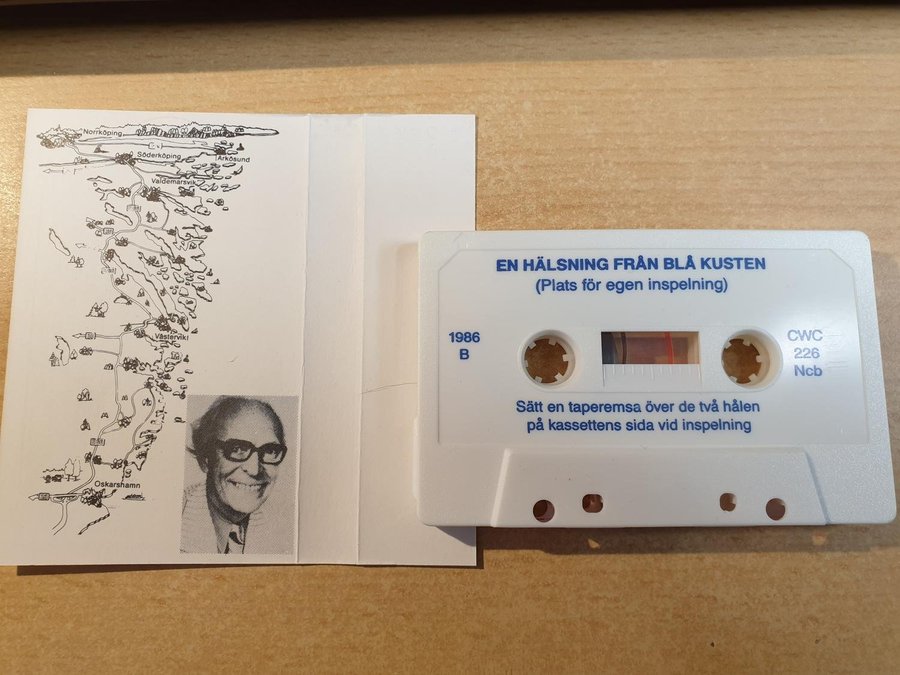 Norrköping
Söderköping
Arkösund
Valdemarsvik
Västervik
Oskarshamn
EN HÄLSNING FRÅN BLÅ KUSTEN
(Plats för egen inspelning)
1986
B
CWC
226
Ncb
Sätt en taperemsa över de två hålen
på kassettens sida vid inspelning